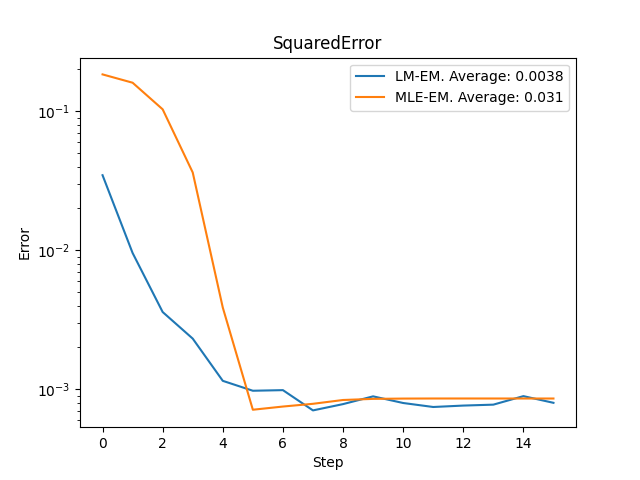 SquaredError
LM-EM. Average: 0.0038
MLE-EM. Average: 0.031
10⁻¹
10⁻²
10⁻³
Error
0 2 4 6 8 10 12 14
Step